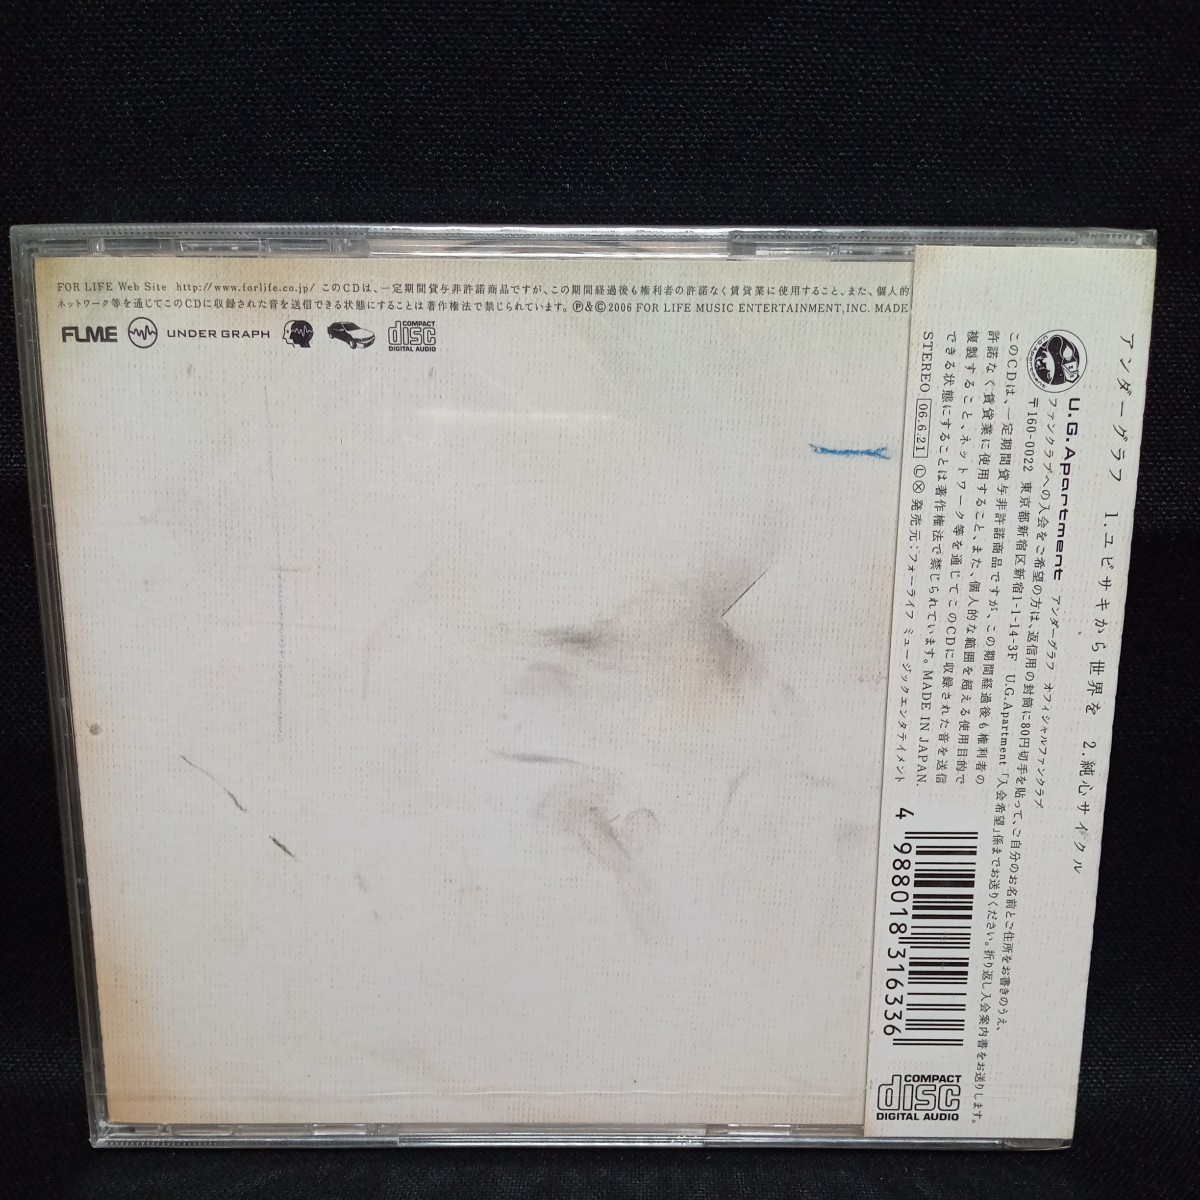 FOR LIFE Web Site http://www.forlife.co.jp/ このCDは、一定期間貸与非許諾商品ですが、この期間経過後も権利者の許諾なく賃貸業に使用すること、また、個人的
ネットワーク等を通じてこのCDに収録された音を送信できる状態にすることは著作権法で禁じられています。 Ⓟ&Ⓒ2006 FOR LIFE MUSIC ENTERTAINMENT,INC. MADE
FLME UNDER GRAPH COMPACT disc DIGITAL AUDIO
アンダーグラフ 1.ユビサキから世界を 2.純心サイクル
U.G.Apartment アンダーグラフ オフィシャルファンクラブ
ファンクラブへの入会をご希望の方は、返信用の封筒に80円切手を貼って、ご自分のお名前とご住所をお書きのうえ、
〒160-0022 東京都新宿区新宿1-1-14-3F U.G.Apartment「入会希望」係までお送りください。折り返し入会案内書をお送りします。
このCDは、一定期間貸与非許諾商品ですが、この期間経過後も権利者の
許諾なく賃貸業に使用すること、また、個人的な範囲を超える使用目的で
複製すること、ネットワーク等を通じてこのCDに収録された音を送信
できる状態にすることは著作権法で禁じられています。MADE IN JAPAN.
STEREO 06.6.21 Ⓛ Ⓧ 発売元:フォーライフ ミュージックエンタテイメント
4 988018 316336
COMPACT disc DIGITAL AUDIO